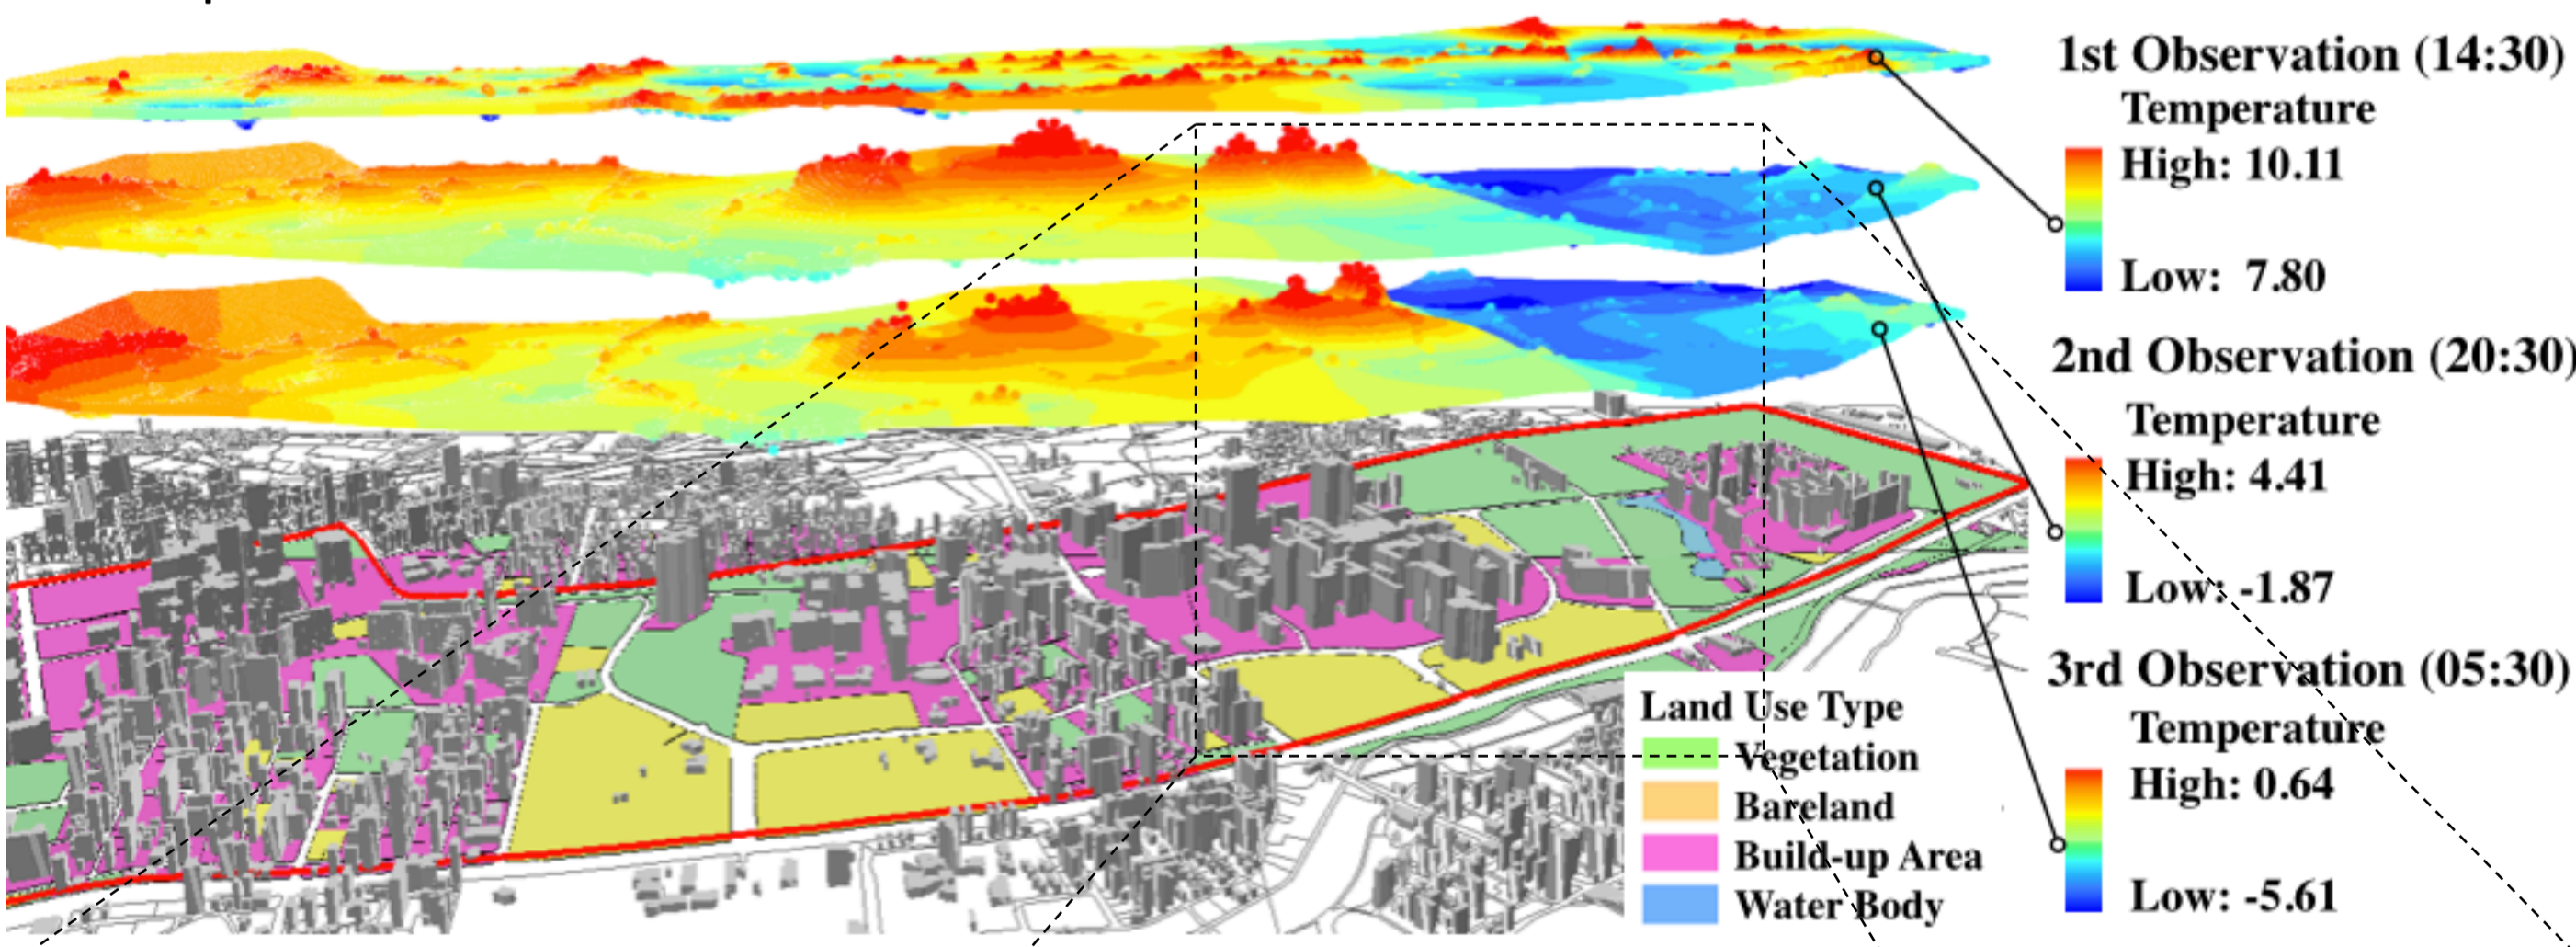 1st Observation (14:30)
Temperature
High: 10.11
Low: 7.80
2nd Observation (20:30)
Temperature
High: 4.41
Low: -1.87
3rd Observation (05:30)
Temperature
High: 0.64
Low: -5.61
Land Use Type
Vegetation
Bareland
Build-up Area
Water Body